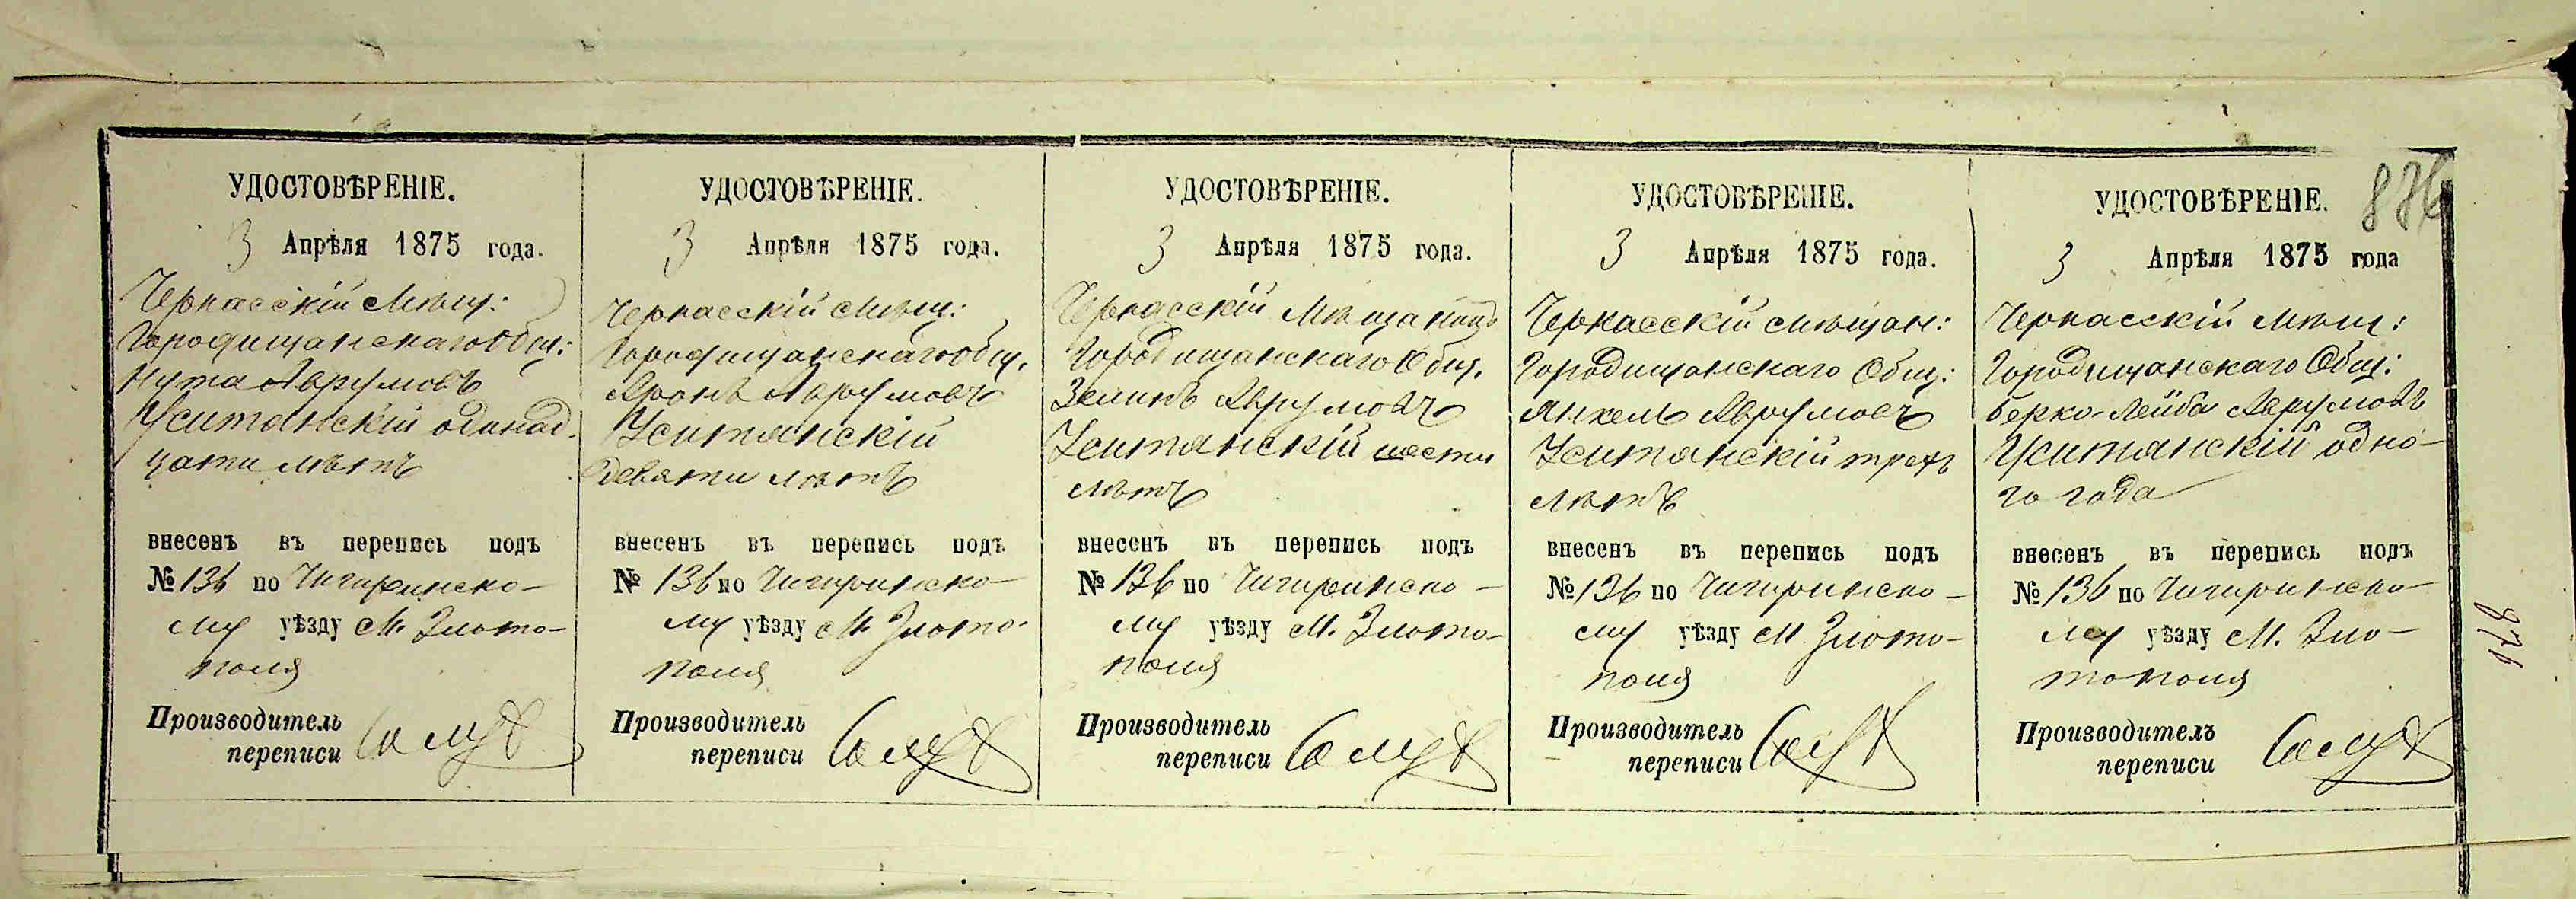 876
УДОСТОВѢРЕНІЕ.
3 Апрѣля 1875 года.
Черкасскій Мѣщ:
Городищанскаго Общ:
Нута Аврумовъ
Уситянскій одинад-
цати лѣтъ
внесенъ въ перепись подъ
№ 136 по Чигиринско-
му уѣзду М. Злото-
поля
Производитель
переписи
УДОСТОВѢРЕНІЕ.
3 Апрѣля 1875 года.
Черкасскій Мѣщ:
Городищанскаго Общ.
Аронъ Аврумовъ
Уситянскій
девяти лѣтъ
внесенъ въ перепись подъ
№ 136 по Чигиринско-
му уѣзду М. Злото-
поля
Производитель
переписи
УДОСТОВѢРЕНІЕ.
3 Апрѣля 1875 года.
Черкасскій Мѣщанинъ
Городищанскаго Общ.
Зеликъ Аврумовъ
Уситянскій шести
лѣтъ
внесенъ въ перепись подъ
№ 136 по Чигиринско-
му уѣзду М. Злото-
поля
Производитель
переписи
УДОСТОВѢРЕНІЕ.
3 Апрѣля 1875 года.
Черкасскій мѣщан:
Городищанскаго Общ:
Янкель Аврумовъ
Уситянскій трехъ
лѣтъ
внесенъ въ перепись подъ
№ 136 по Чигиринско-
му уѣзду М. Злото-
поля
Производитель
переписи
УДОСТОВѢРЕНІЕ.
3 Апрѣля 1875 года
Черкасскій Мѣщ:
Городищанскаго Общ:
Берко-Лейба Аврумовъ
Уситянскій одно-
го года
внесенъ въ перепись подъ
№ 136 по Чигиринско-
му уѣзду М. Зло-
тополя
Производитель
переписи
876